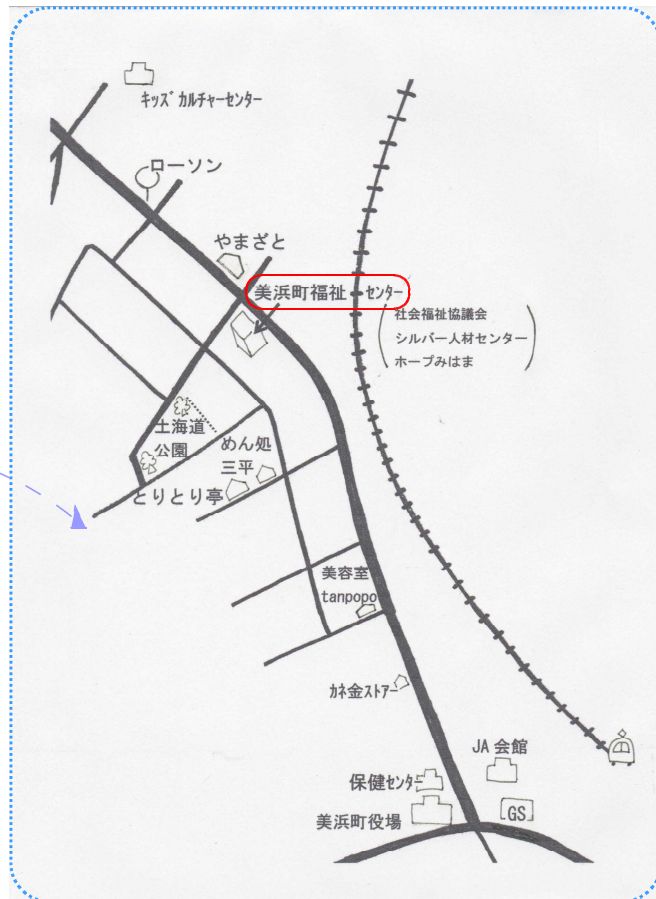 ｷｯｽﾞｶﾙﾁｬｰｾﾝﾀｰ
ローソン
やまざと
美浜町福祉ｾﾝﾀｰ
社会福祉協議会
シルバー人材センター
ホープみはま
土海道
公園
めん処
三平
とりとり亭
美容室
tanpopo
ｶﾈ金ｽﾄｱｰ
JA会館
保健ｾﾝﾀｰ
GS
美浜町役場